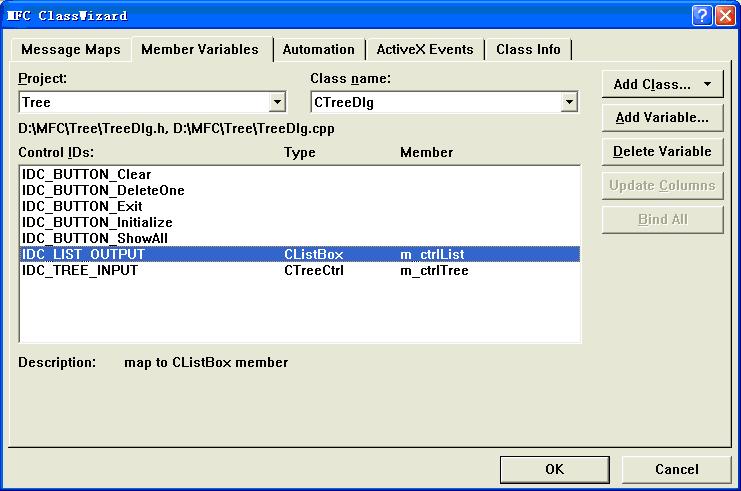 MFC ClassWizard
Message Maps Member Variables Automation ActiveX Events Class Info
Project: Class name:
Tree CTreeDlg Add Class...
D:\MFC\Tree\TreeDlg.h, D:\MFC\Tree\TreeDlg.cpp Add Variable...
Control IDs: Type Member Delete Variable
IDC_BUTTON_Clear
IDC_BUTTON_DeleteOne Update Columns
IDC_BUTTON_Exit
IDC_BUTTON_Initialize Bind All
IDC_BUTTON_ShowAll
IDC_LIST_OUTPUT CListBox m_ctrlList
IDC_TREE_INPUT CTreeCtrl m_ctrlTree
Description: map to CListBox member
OK Cancel